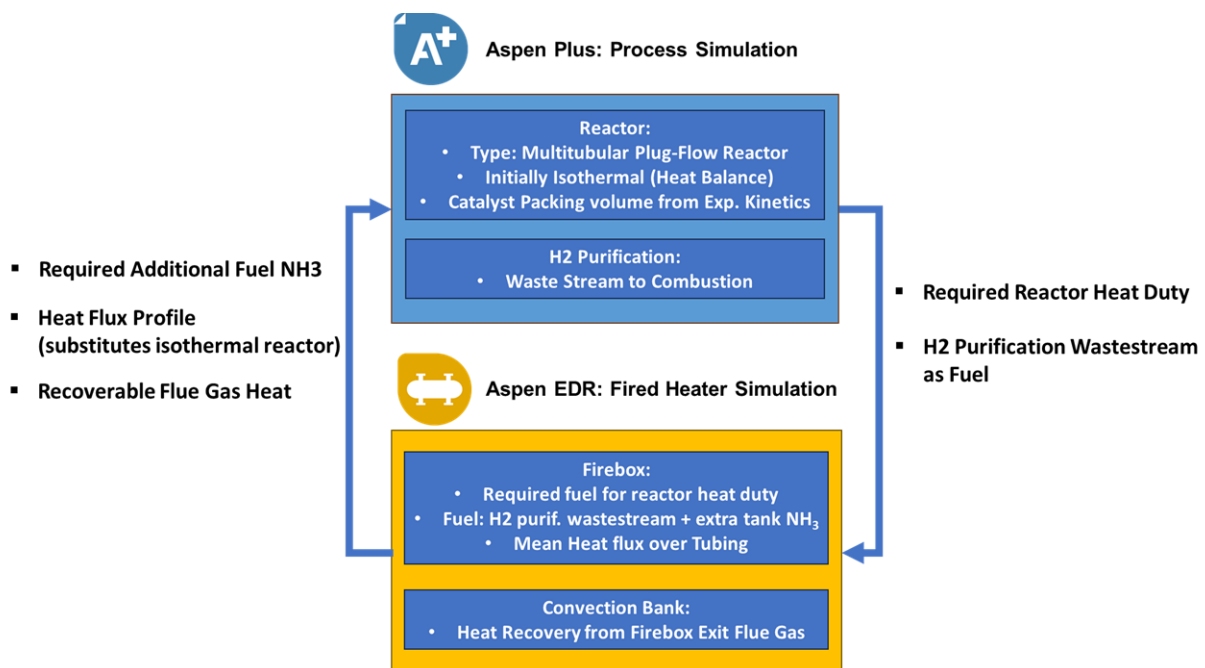 A+
Aspen Plus: Process Simulation
Reactor:
• Type: Multitubular Plug-Flow Reactor
• Initially Isothermal (Heat Balance)
• Catalyst Packing volume from Exp. Kinetics
H2 Purification:
• Waste Stream to Combustion
▪ Required Additional Fuel NH3
▪ Heat Flux Profile
(substitutes isothermal reactor)
▪ Recoverable Flue Gas Heat
▪ Required Reactor Heat Duty
▪ H2 Purification Wastestream
as Fuel
Aspen EDR: Fired Heater Simulation
Firebox:
• Required fuel for reactor heat duty
• Fuel: H2 purif. wastestream + extra tank NH₃
• Mean Heat flux over Tubing
Convection Bank:
• Heat Recovery from Firebox Exit Flue Gas